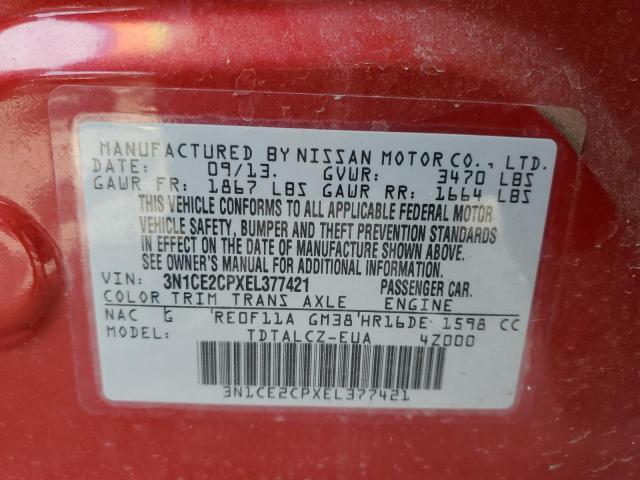 MANUFACTURED BY NISSAN MOTOR CO., LTD.
DATE: 09/13. GVWR: 3470 LBS
GAWR FR: 1867 LBS GAWR RR: 1664 LBS
THIS VEHICLE CONFORMS TO ALL APPLICABLE FEDERAL MOTOR
VEHICLE SAFETY, BUMPER AND THEFT PREVENTION STANDARDS
IN EFFECT ON THE DATE OF MANUFACTURE SHOWN ABOVE.
SEE OWNER'S MANUAL FOR ADDITIONAL INFORMATION.
VIN: 3N1CE2CPXEL377421 PASSENGER CAR.
COLOR TRIM TRANS AXLE ENGINE
NAC G RE0F11A GM38 HR16DE 1598 CC
MODEL: TDTALCZ-EUA 4Z000
3N1CE2CPXEL377421